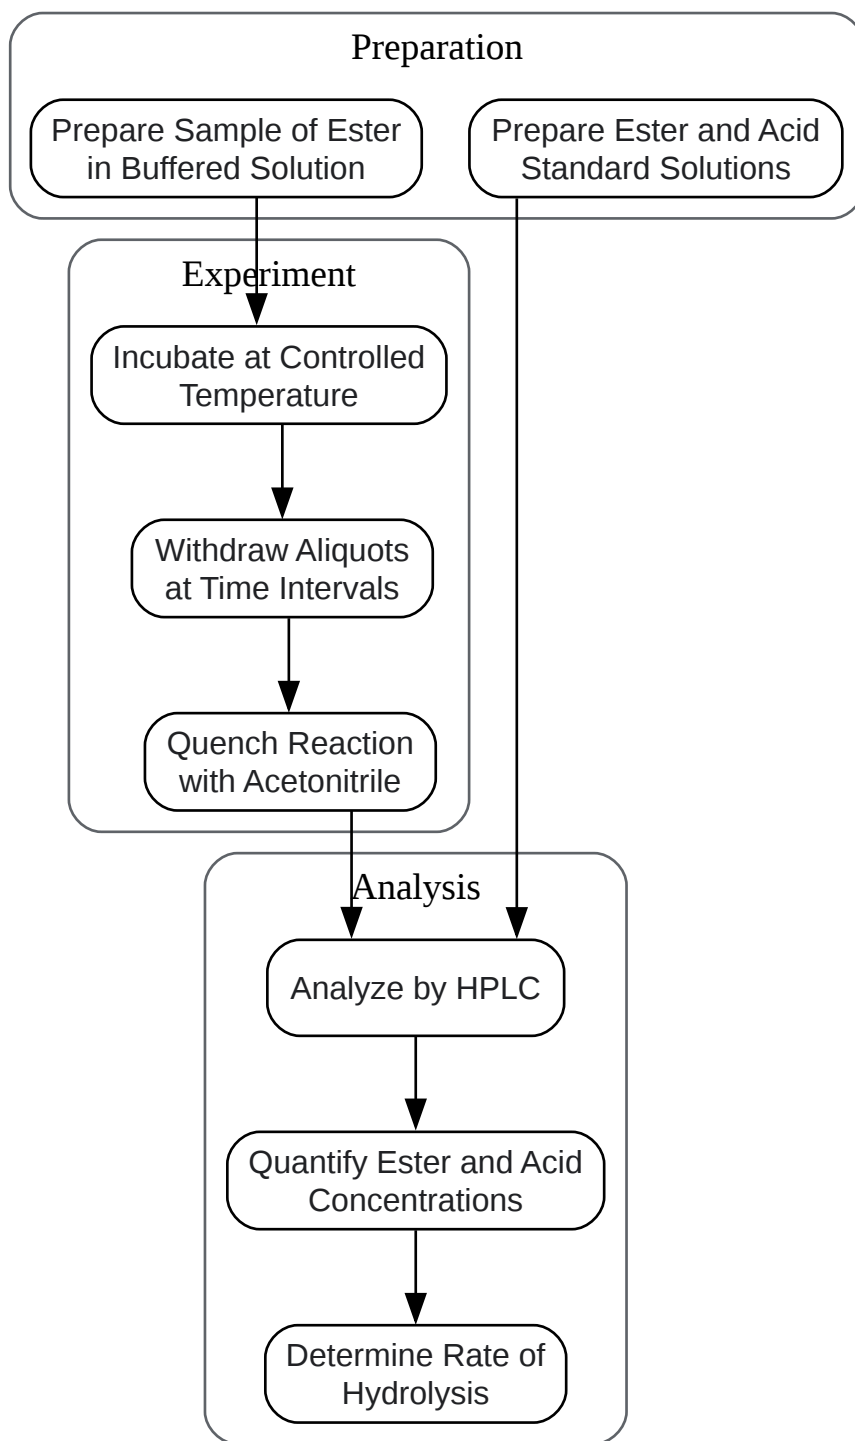 Preparation
Prepare Sample of Ester
in Buffered Solution
Prepare Ester and Acid
Standard Solutions
Experiment
Incubate at Controlled
Temperature
Withdraw Aliquots
at Time Intervals
Quench Reaction
with Acetonitrile
Analysis
Analyze by HPLC
Quantify Ester and Acid
Concentrations
Determine Rate of
Hydrolysis